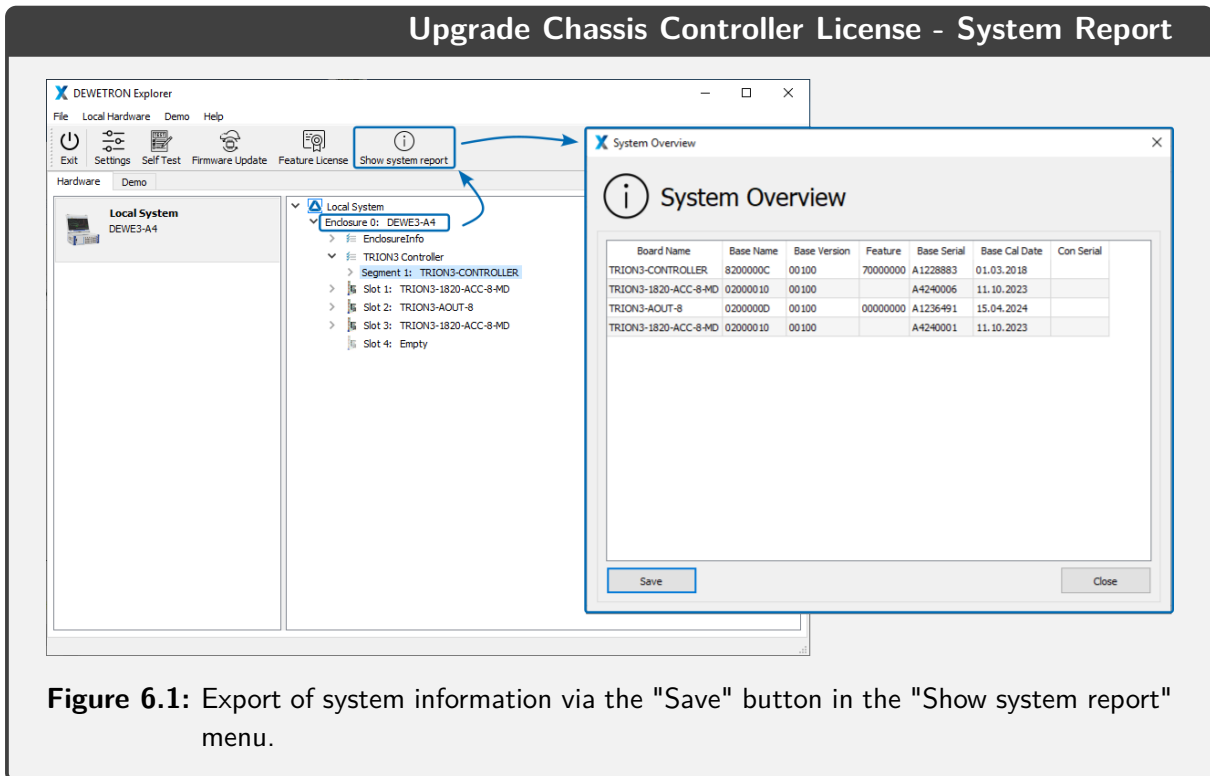 Upgrade Chassis Controller License - System Report
DEWETRON Explorer
File Local Hardware Demo Help
Exit Settings Self Test Firmware Update Feature License Show system report
Hardware Demo
Local System
DEWE3-A4
Local System
Enclosure 0: DEWE3-A4
EnclosureInfo
TRION3 Controller
Segment 1: TRION3-CONTROLLER
Slot 1: TRION3-1820-ACC-8-MD
Slot 2: TRION3-AOUT-8
Slot 3: TRION3-1820-ACC-8-MD
Slot 4: Empty
System Overview
System Overview
Board Name Base Name Base Version Feature Base Serial Base Cal Date Con Serial
TRION3-CONTROLLER 8200000C 00100 70000000 A1228883 01.03.2018
TRION3-1820-ACC-8-MD 02000010 00100 A4240006 11.10.2023
TRION3-AOUT-8 0200000D 00100 00000000 A1236491 15.04.2024
TRION3-1820-ACC-8-MD 02000010 00100 A4240001 11.10.2023
Save Close
Figure 6.1: Export of system information via the "Save" button in the "Show system report"
menu.